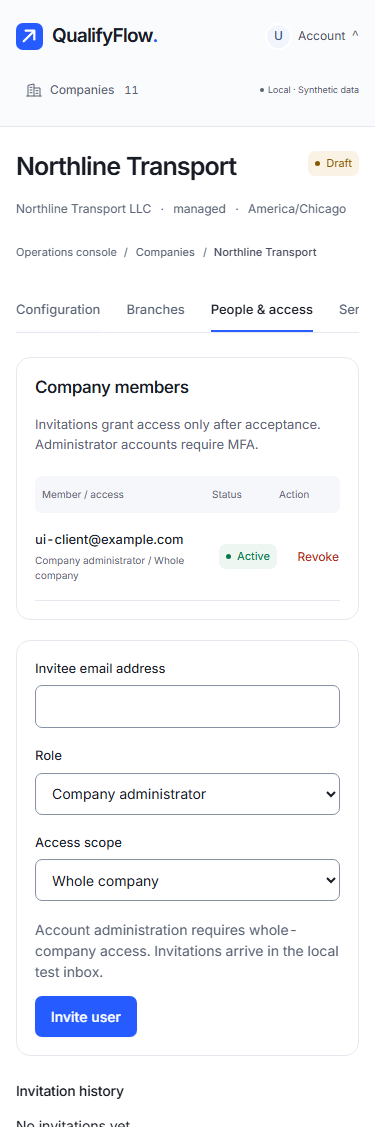 QualifyFlow.
U Account ^
Companies 11
Local · Synthetic data
Northline Transport
Draft
Northline Transport LLC · managed · America/Chicago
Operations console / Companies / Northline Transport
Configuration Branches People & access Ser
Company members
Invitations grant access only after acceptance.
Administrator accounts require MFA.
Member / access Status Action
ui-client@example.com
Company administrator / Whole
company
Active
Revoke
Invitee email address
Role
Company administrator
Access scope
Whole company
Account administration requires whole-
company access. Invitations arrive in the local
test inbox.
Invite user
Invitation history
No invitations yet